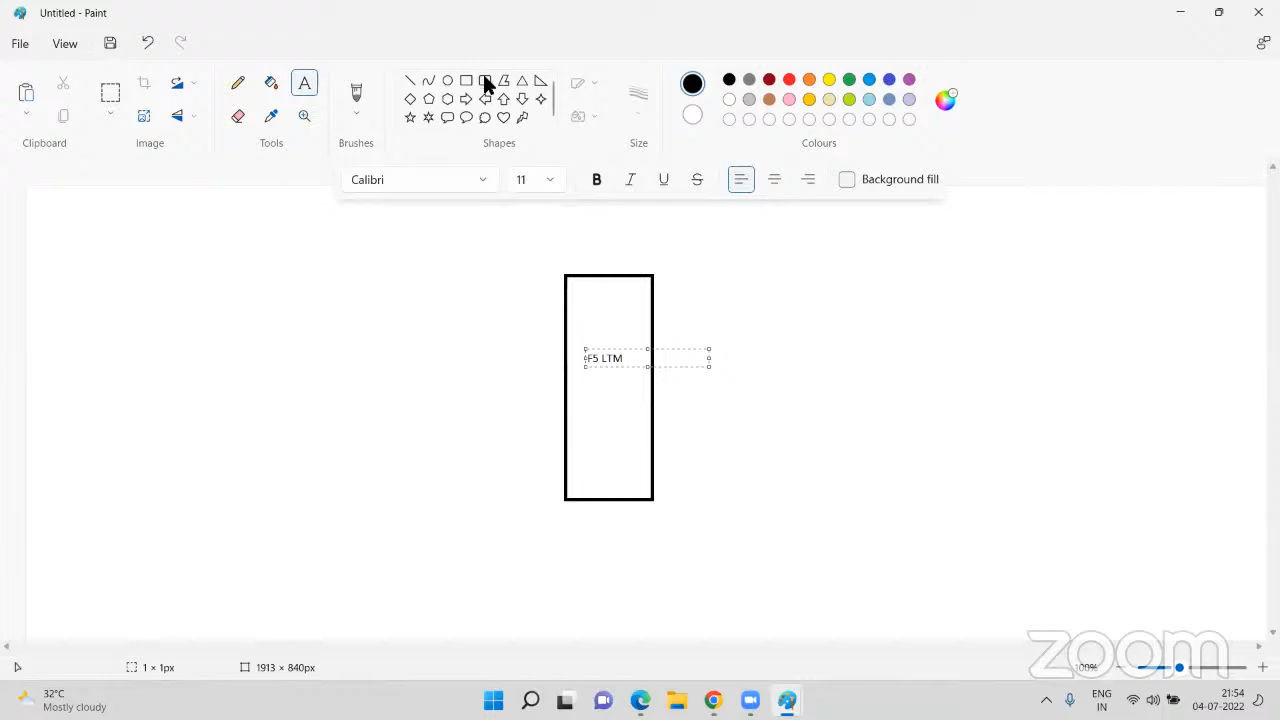 Untitled - Paint
File View
Clipboard Image Tools Brushes Shapes Size Colours
Calibri 11 B I U S Background fill
F5 LTM
zoom
1 × 1px 1913 × 840px 100%
32°C
Mostly cloudy
ENG
IN
21:54
04-07-2022